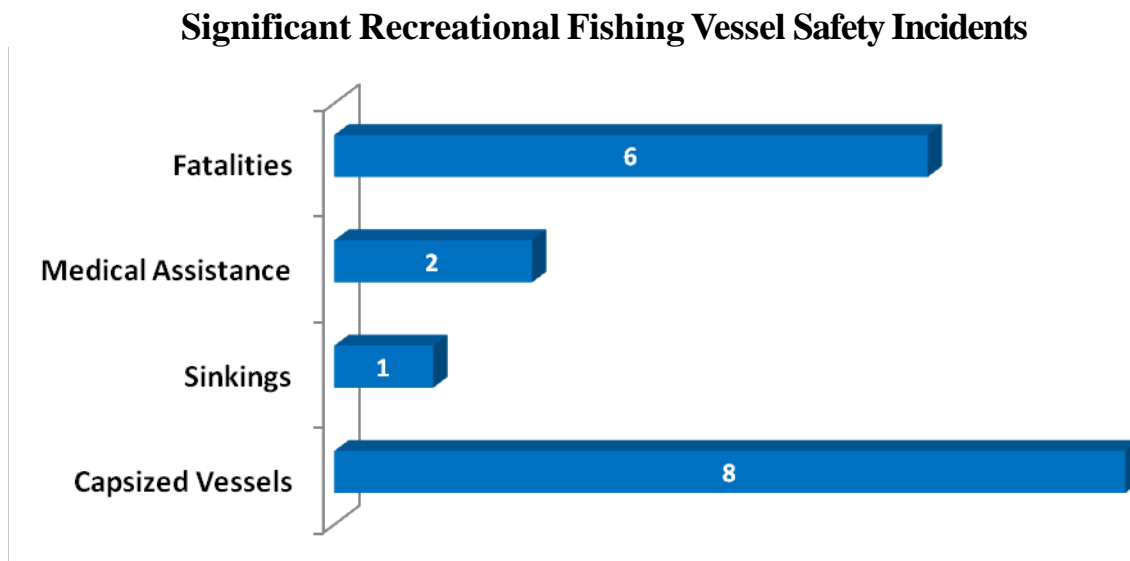 Significant Recreational Fishing Vessel Safety Incidents
Fatalities
6
Medical Assistance
2
Sinkings
1
Capsized Vessels
8